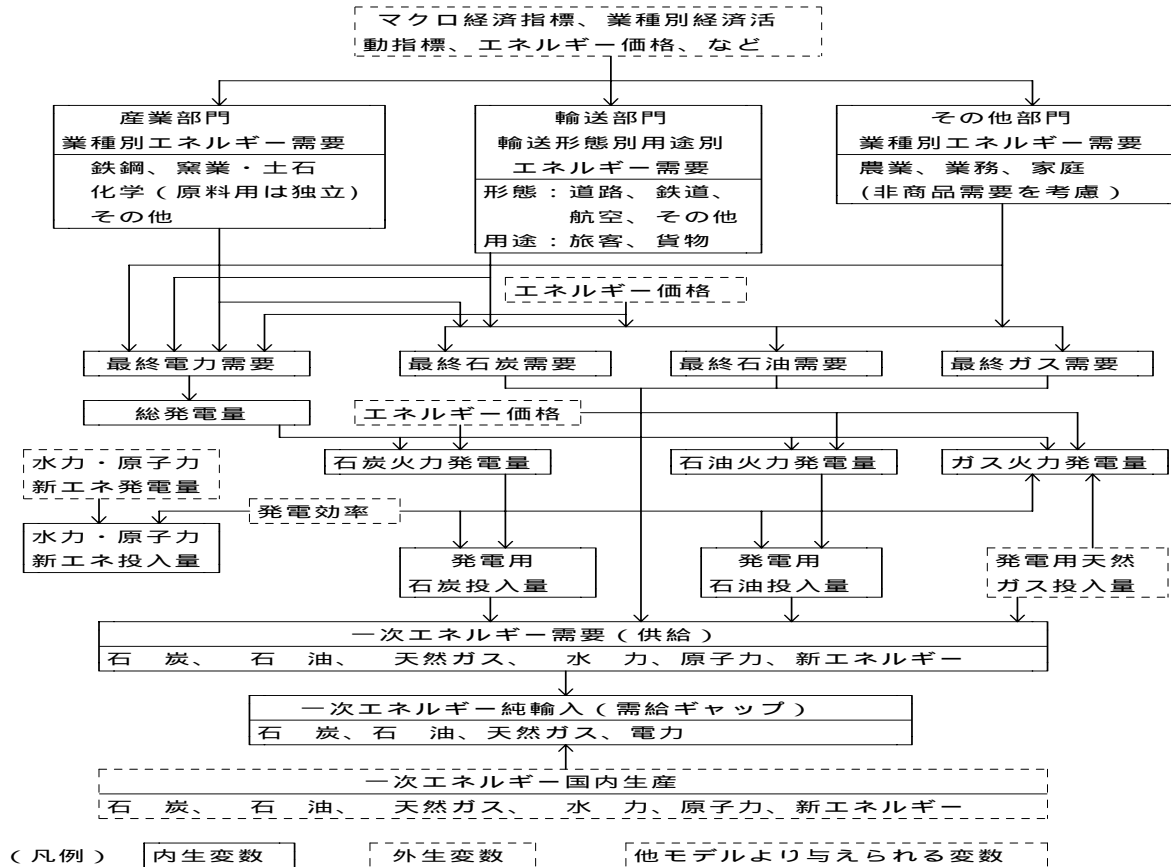 マクロ経済指標、業種別経済活
動指標、エネルギー価格、など
産業部門
業種別エネルギー需要
鉄鋼、窯業・土石
化学(原料用は独立)
その他
輸送部門
輸送形態別用途別
エネルギー需要
形態:道路、鉄道、
航空、その他
用途:旅客、貨物
その他部門
業種別エネルギー需要
農業、業務、家庭
(非商品需要を考慮)
エネルギー価格
最終電力需要
最終石炭需要
最終石油需要
最終ガス需要
総発電量
エネルギー価格
水力・原子力
新エネ発電量
石炭火力発電量
石油火力発電量
ガス火力発電量
発電効率
水力・原子力
新エネ投入量
発電用
石炭投入量
発電用
石油投入量
発電用天然
ガス投入量
一次エネルギー需要(供給)
石 炭、 石 油、 天然ガス、 水 力、原子力、新エネルギー
一次エネルギー純輸入(需給ギャップ)
石 炭、石 油、天然ガス、電力
一次エネルギー国内生産
石 炭、 石 油、 天然ガス、 水 力、原子力、新エネルギー
(凡例) 内生変数 外生変数 他モデルより与えられる変数